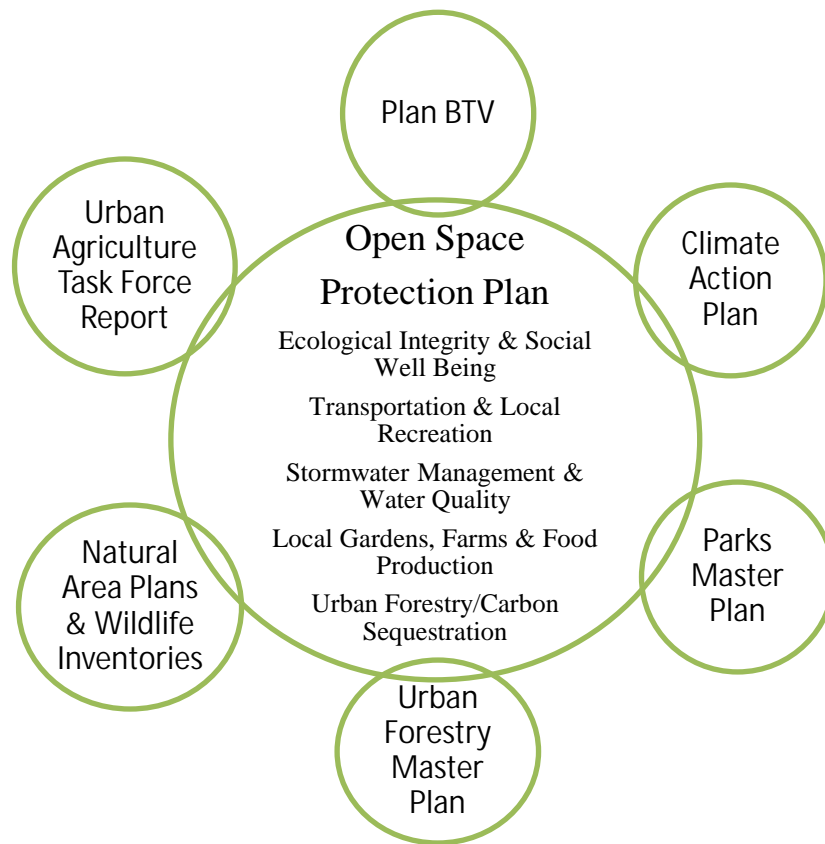 Plan BTV
Urban
Agriculture
Task Force
Report
Open Space
Protection Plan
Ecological Integrity & Social
Well Being
Transportation & Local
Recreation
Stormwater Management &
Water Quality
Local Gardens, Farms & Food
Production
Urban Forestry/Carbon
Sequestration
Climate
Action
Plan
Natural
Area Plans
& Wildlife
Inventories
Parks
Master
Plan
Urban
Forestry
Master
Plan